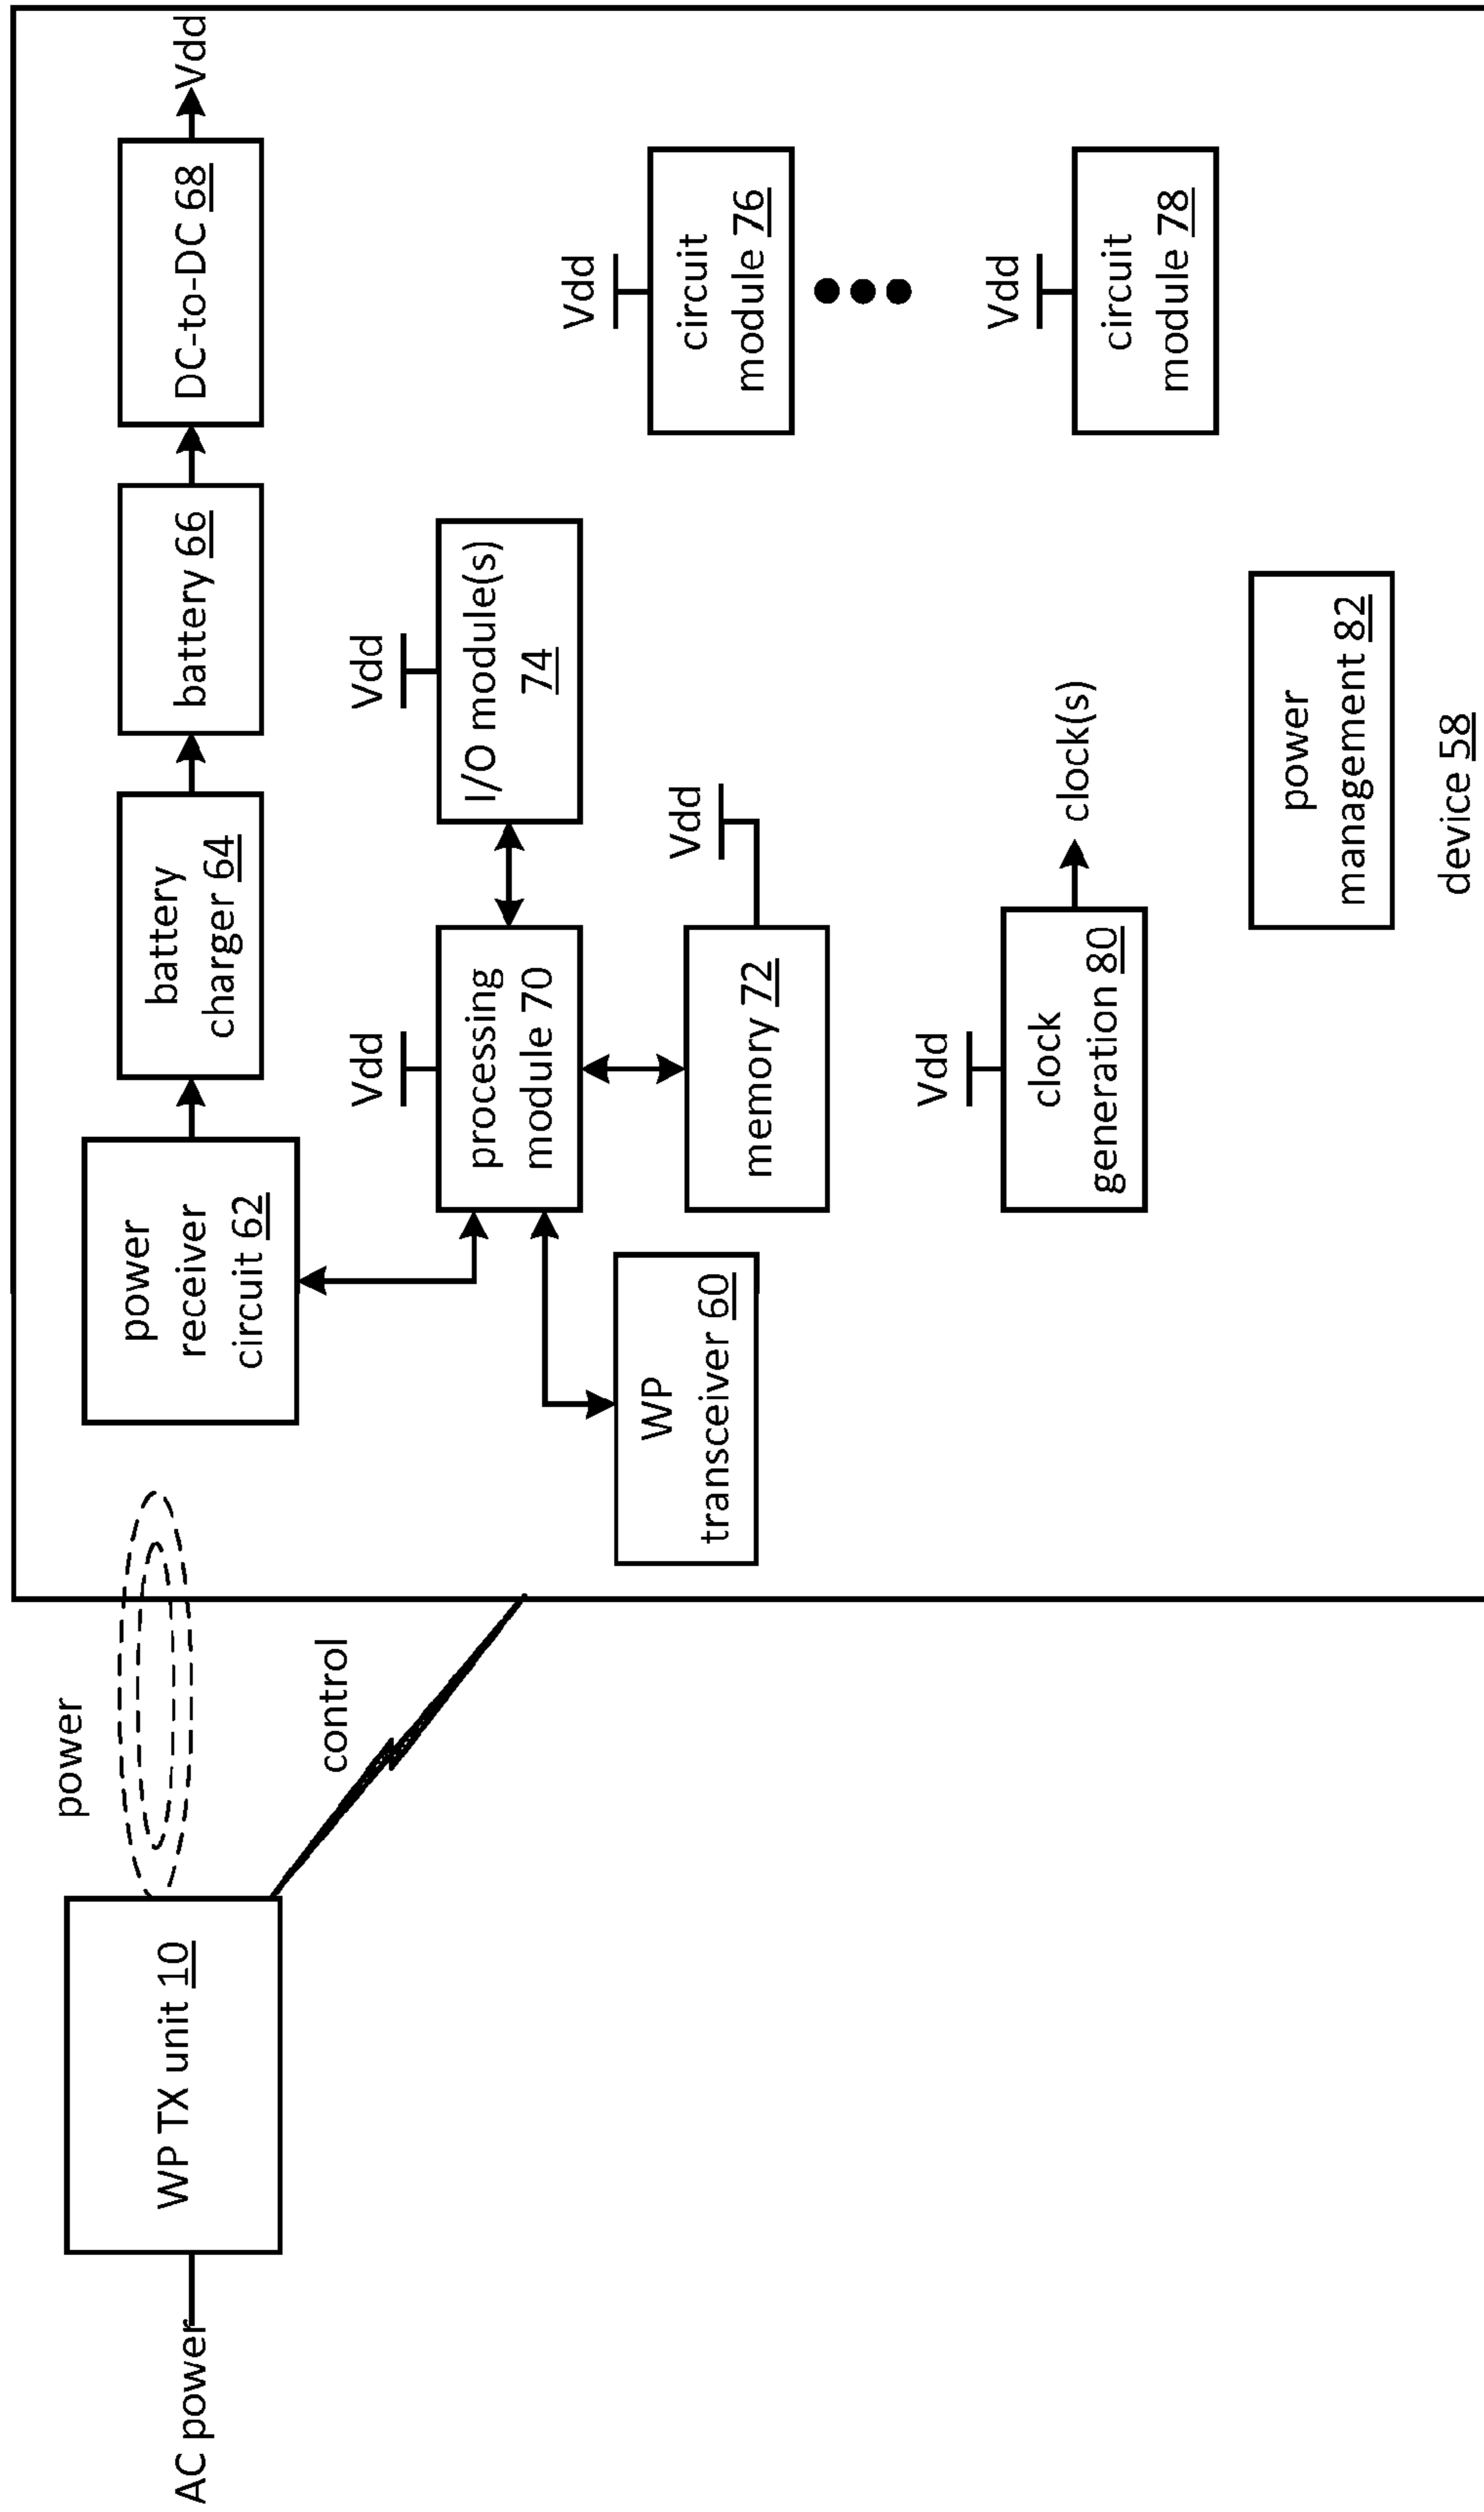 AC power
WP TX unit 10
power
control
power
receiver
circuit 62
battery
charger 64
battery 66
DC-to-DC 68
Vdd
Vdd
processing
module 70
Vdd
I/O module(s)
74
WP
transceiver 60
memory 72
Vdd
Vdd
circuit
module 76
Vdd
clock
generation 80
clock(s)
Vdd
circuit
module 78
power
management 82
device 58